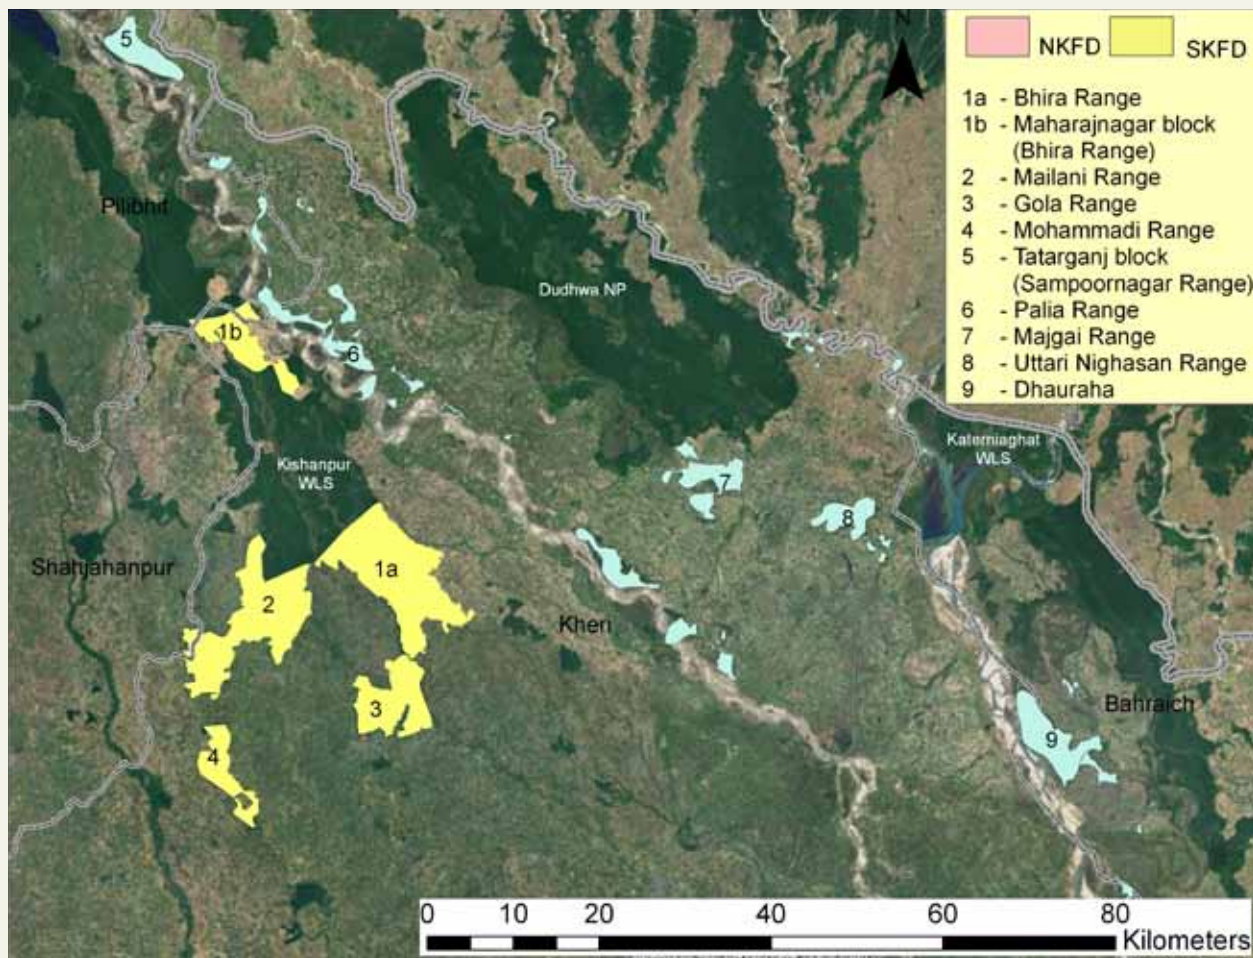 N
NKFD SKFD
1a - Bhira Range
1b - Maharajnagar block
(Bhira Range)
2 - Mailani Range
3 - Gola Range
4 - Mohammadi Range
5 - Tatarganj block
(Sampoornagar Range)
6 - Palia Range
7 - Majgai Range
8 - Uttari Nighasan Range
9 - Dhauraha
5
Pilibhit
Dudhwa NP
1b
6
Kishanpur
WLS
Katerniaghat
WLS
7
8
Shahjahanpur
1a
2
Kheri
3
Bahraich
9
4
0 10 20 40 60 80
Kilometers